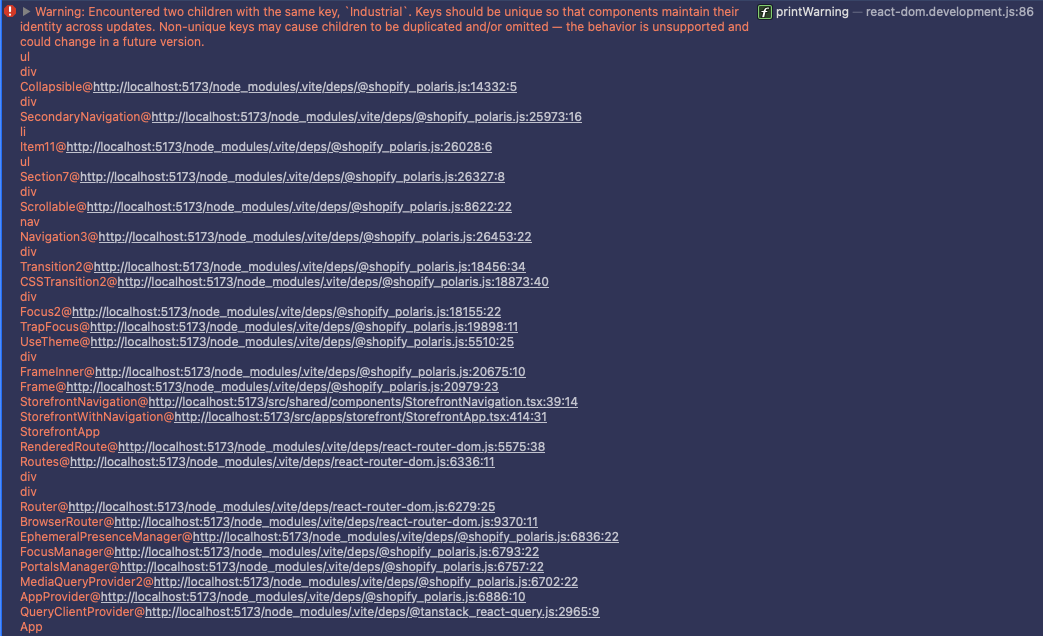 Warning: Encountered two children with the same key, `Industrial`. Keys should be unique so that components maintain their printWarning — react-dom.development.js:86
identity across updates. Non-unique keys may cause children to be duplicated and/or omitted — the behavior is unsupported and
could change in a future version.
ul
div
Collapsible@http://localhost:5173/node_modules/.vite/deps/@shopify_polaris.js:14332:5
div
SecondaryNavigation@http://localhost:5173/node_modules/.vite/deps/@shopify_polaris.js:25973:16
li
Item11@http://localhost:5173/node_modules/.vite/deps/@shopify_polaris.js:26028:6
ul
Section7@http://localhost:5173/node_modules/.vite/deps/@shopify_polaris.js:26327:8
div
Scrollable@http://localhost:5173/node_modules/.vite/deps/@shopify_polaris.js:8622:22
nav
Navigation3@http://localhost:5173/node_modules/.vite/deps/@shopify_polaris.js:26453:22
div
Transition2@http://localhost:5173/node_modules/.vite/deps/@shopify_polaris.js:18456:34
CSSTransition2@http://localhost:5173/node_modules/.vite/deps/@shopify_polaris.js:18873:40
div
Focus2@http://localhost:5173/node_modules/.vite/deps/@shopify_polaris.js:18155:22
TrapFocus@http://localhost:5173/node_modules/.vite/deps/@shopify_polaris.js:19898:11
UseTheme@http://localhost:5173/node_modules/.vite/deps/@shopify_polaris.js:5510:25
div
FrameInner@http://localhost:5173/node_modules/.vite/deps/@shopify_polaris.js:20675:10
Frame@http://localhost:5173/node_modules/.vite/deps/@shopify_polaris.js:20979:23
StorefrontNavigation@http://localhost:5173/src/shared/components/StorefrontNavigation.tsx:39:14
StorefrontWithNavigation@http://localhost:5173/src/apps/storefront/StorefrontApp.tsx:414:31
StorefrontApp
RenderedRoute@http://localhost:5173/node_modules/.vite/deps/react-router-dom.js:5575:38
Routes@http://localhost:5173/node_modules/.vite/deps/react-router-dom.js:6336:11
div
div
Router@http://localhost:5173/node_modules/.vite/deps/react-router-dom.js:6279:25
BrowserRouter@http://localhost:5173/node_modules/.vite/deps/react-router-dom.js:9370:11
EphemeralPresenceManager@http://localhost:5173/node_modules/.vite/deps/@shopify_polaris.js:6836:22
FocusManager@http://localhost:5173/node_modules/.vite/deps/@shopify_polaris.js:6793:22
PortalsManager@http://localhost:5173/node_modules/.vite/deps/@shopify_polaris.js:6757:22
MediaQueryProvider2@http://localhost:5173/node_modules/.vite/deps/@shopify_polaris.js:6702:22
AppProvider@http://localhost:5173/node_modules/.vite/deps/@shopify_polaris.js:6886:10
QueryClientProvider@http://localhost:5173/node_modules/.vite/deps/@tanstack_react-query.js:2965:9
App